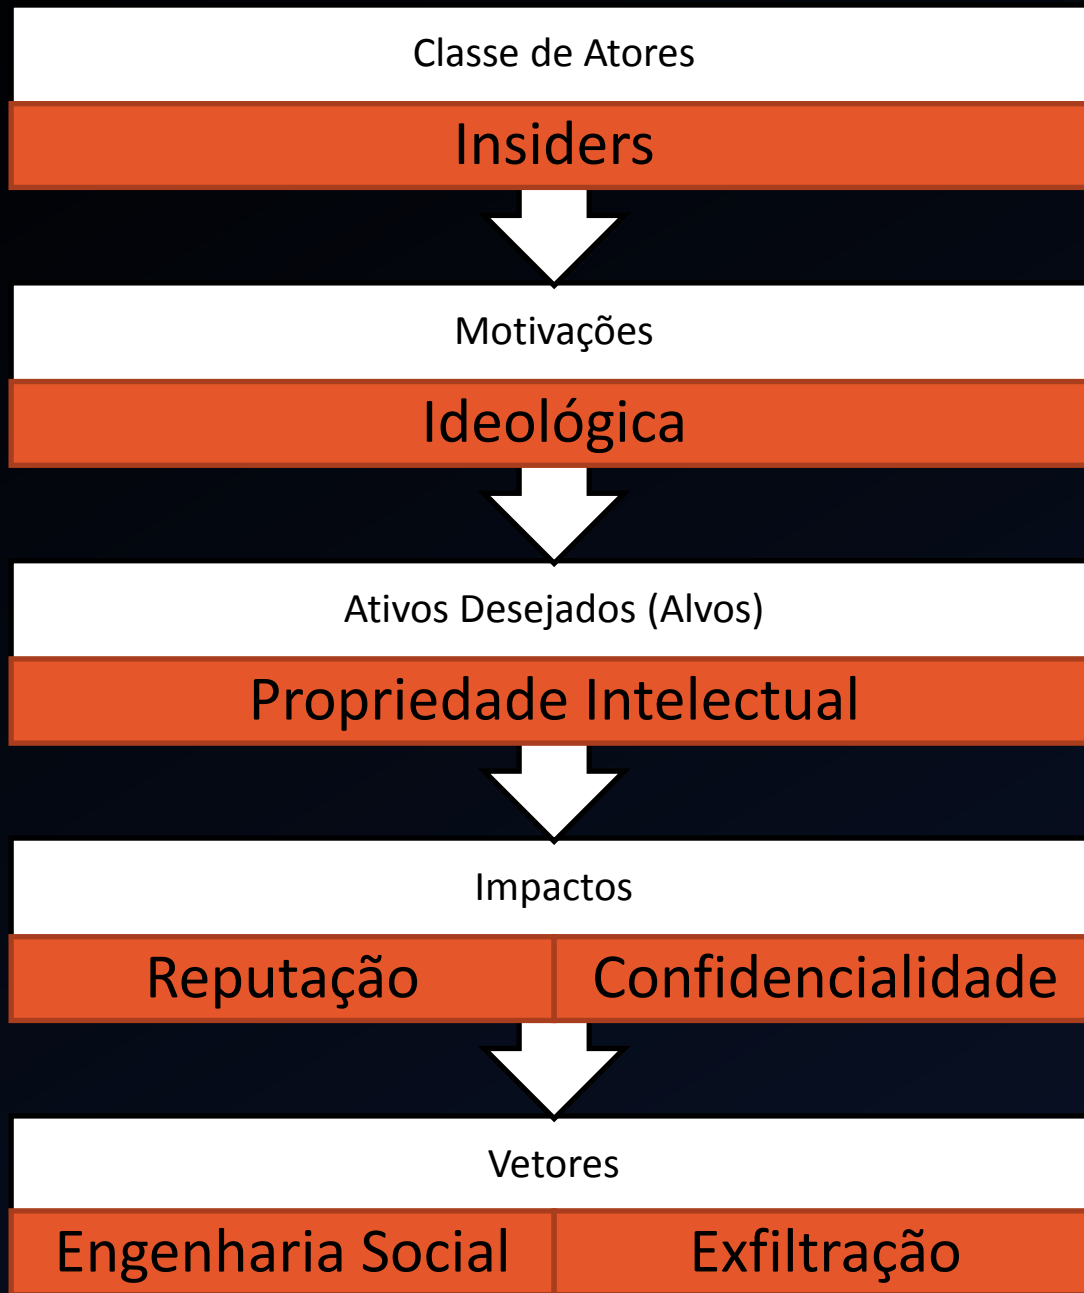 Classe de Atores
Insiders
Motivações
Ideológica
Ativos Desejados (Alvos)
Propriedade Intelectual
Impactos
Reputação
Confidencialidade
Vetores
Engenharia Social
Exfiltração